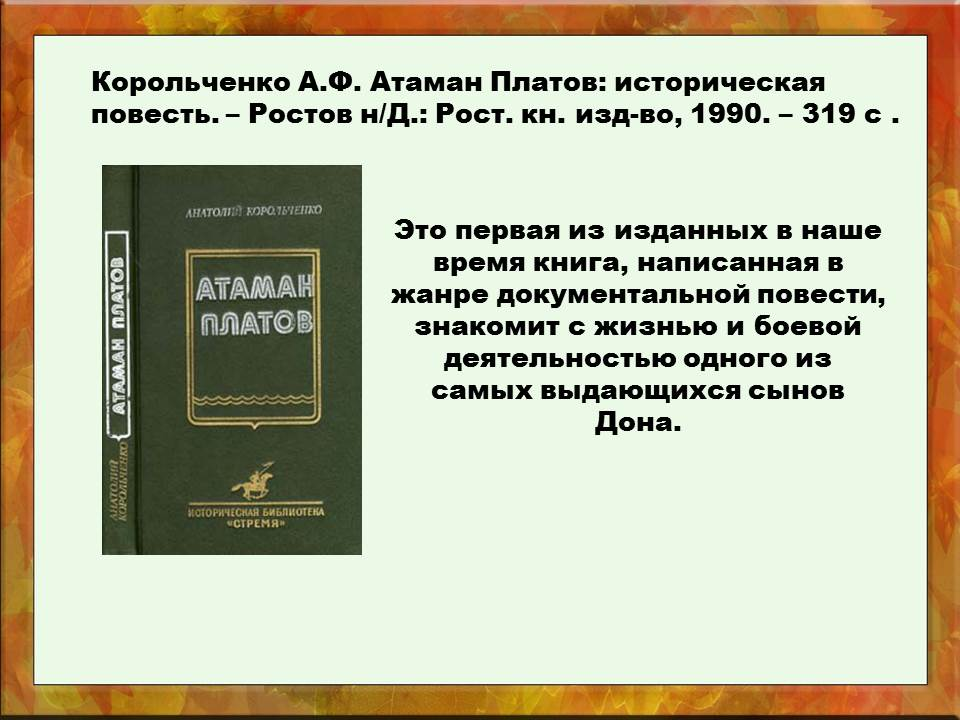 Корольченко А.Ф. Атаман Платов: историческая
повесть. – Ростов н/Д.: Рост. кн. изд-во, 1990. – 319 с .
АНАТОЛИЙ КОРОЛЬЧЕНКО
АТАМАН
ПЛАТОВ
ИСТОРИЧЕСКАЯ БИБЛИОТЕКА
«СТРЕМЯ»
АТАМАН ПЛАТОВ
АНАТОЛИЙ
КОРОЛЬЧЕНКО
Это первая из изданных в наше
время книга, написанная в
жанре документальной повести,
знакомит с жизнью и боевой
деятельностью одного из
самых выдающихся сынов
Дона.